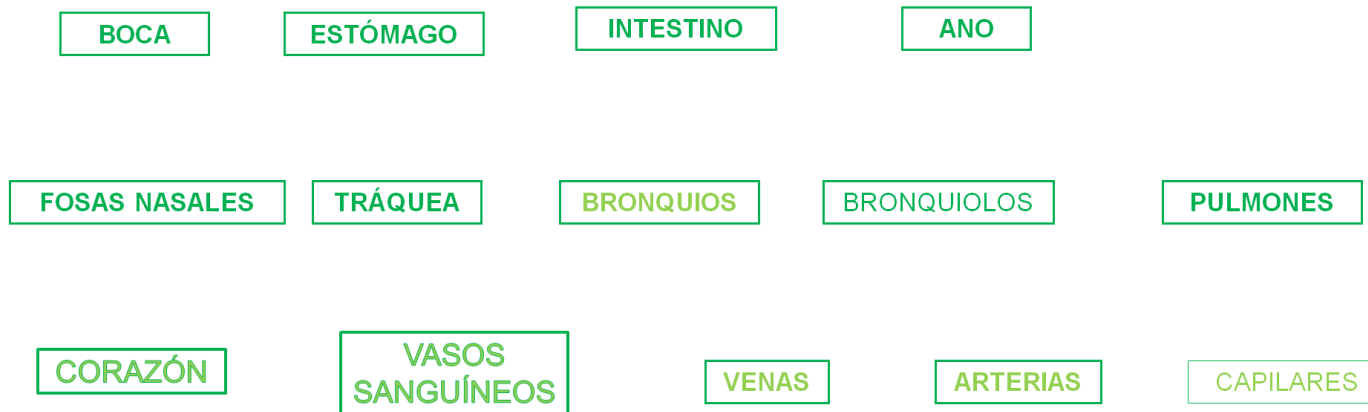 BOCA
ESTÓMAGO
INTESTINO
ANO
FOSAS NASALES
TRÁQUEA
BRONQUIOS
BRONQUIOLOS
PULMONES
CORAZÓN
VASOS
SANGUÍNEOS
VENAS
ARTERIAS
CAPILARES